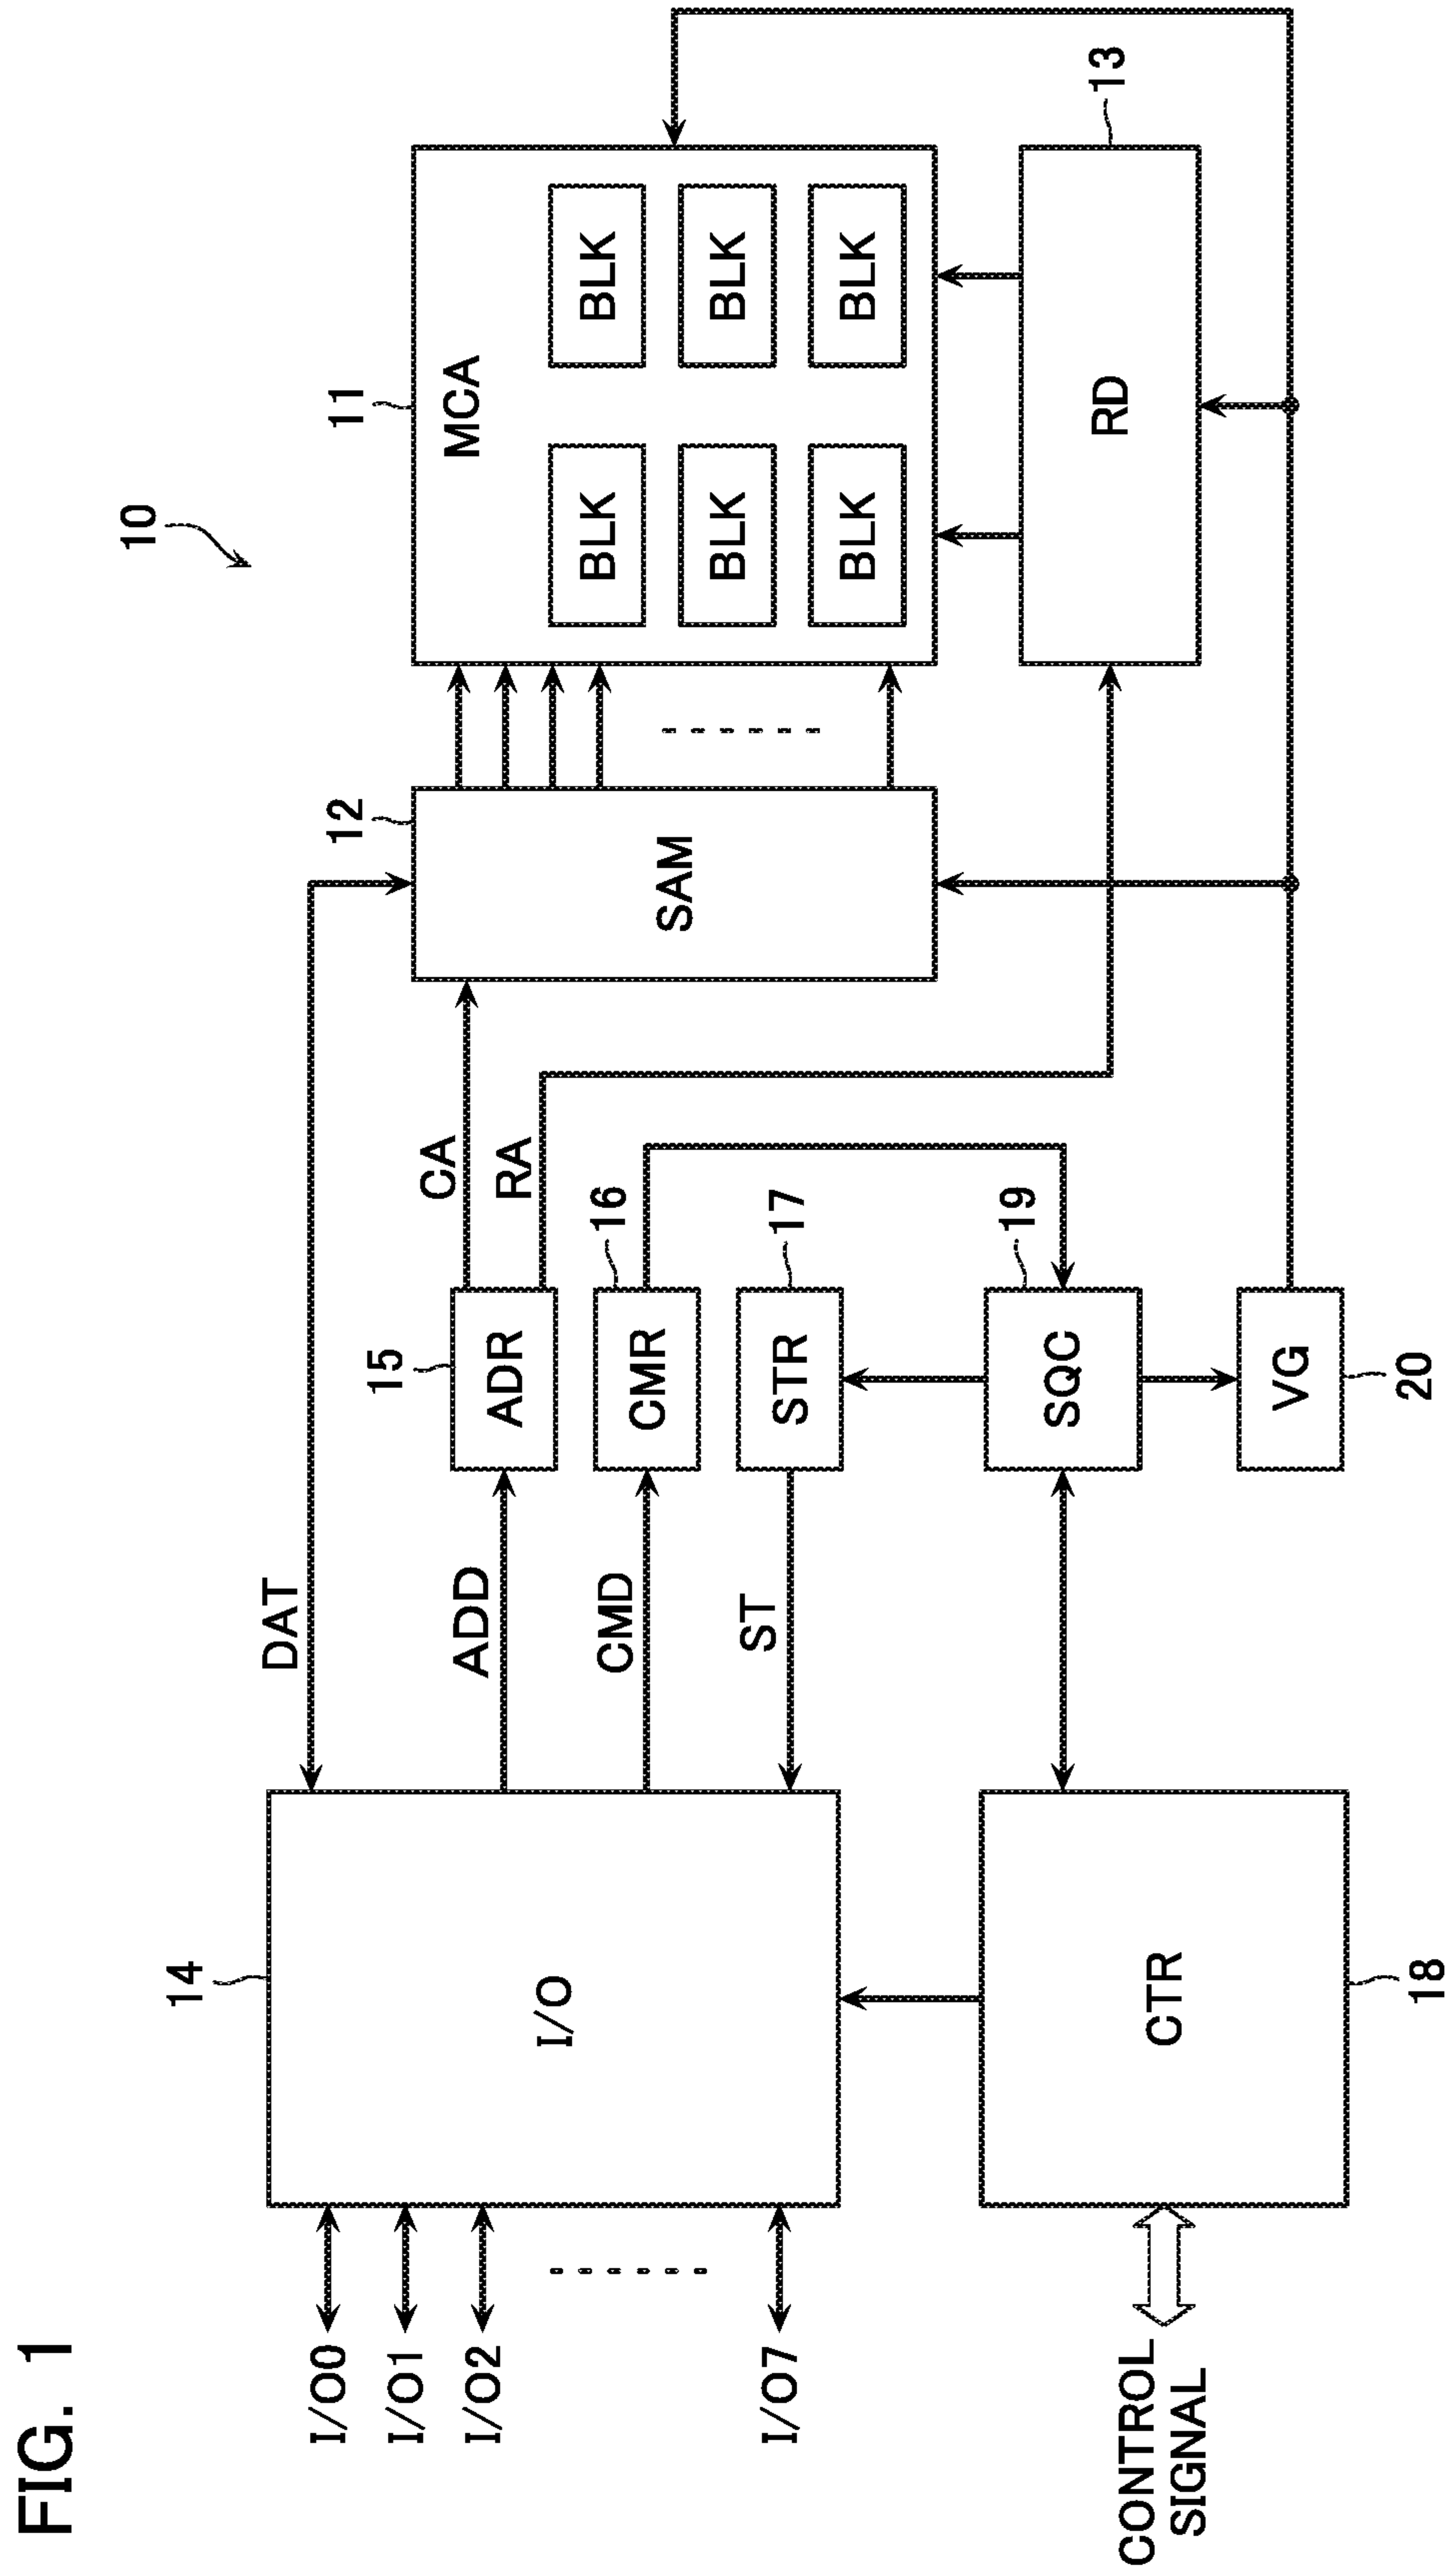 FIG. 1
10
14
I/O
I/O0
I/O1
I/O2
I/O7
DAT
ADD
CMD
ST
15
ADR
CA
RA
16
CMR
17
STR
12
SAM
11
MCA
BLK
BLK
BLK
BLK
BLK
BLK
13
RD
CONTROL
SIGNAL
CTR
18
19
SQC
VG
20